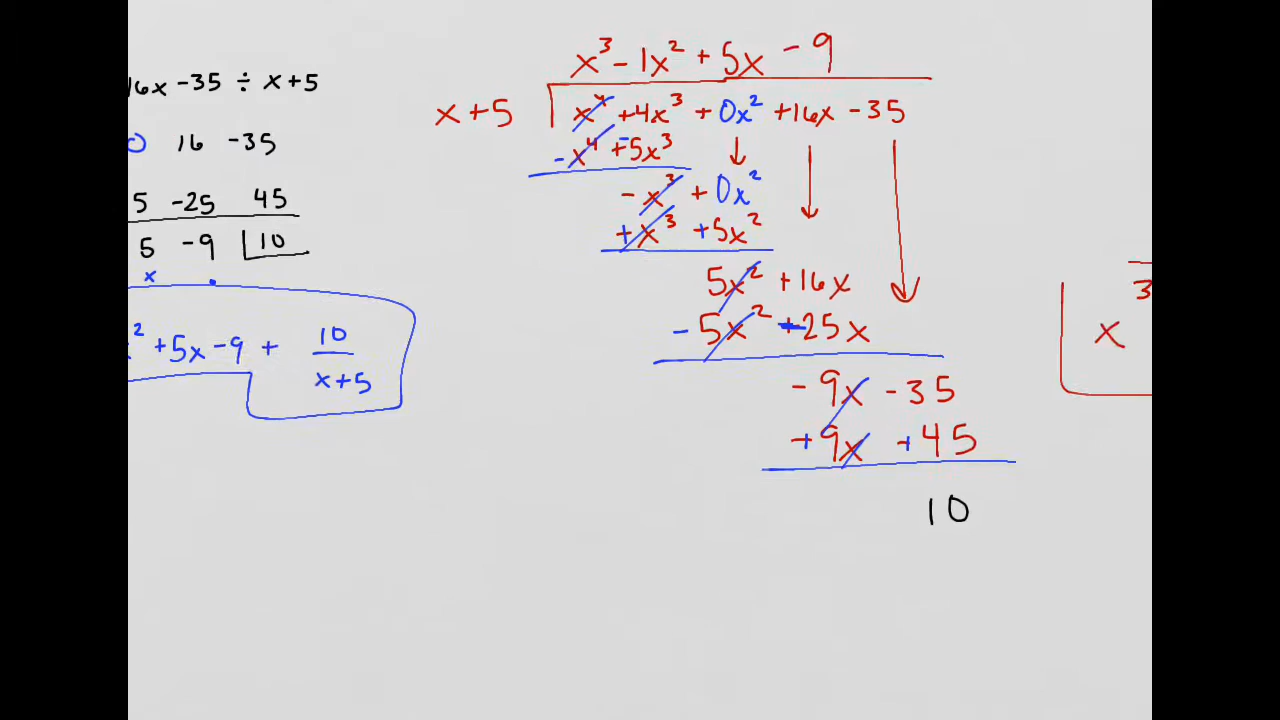 16x -35 ÷ x+5
0 16 -35
5 -25 45
5 -9 10
x
² +5x -9 + 10
x+5
x³ - 1x² + 5x - 9
x+5 x⁴ +4x³ + 0x² +16x -35
- x⁴ +5x³
- x³ + 0x²
+ x³ +5x²
5x² +16x
- 5x² +25x
- 9x - 35
+ 9x + 45
10
3
x